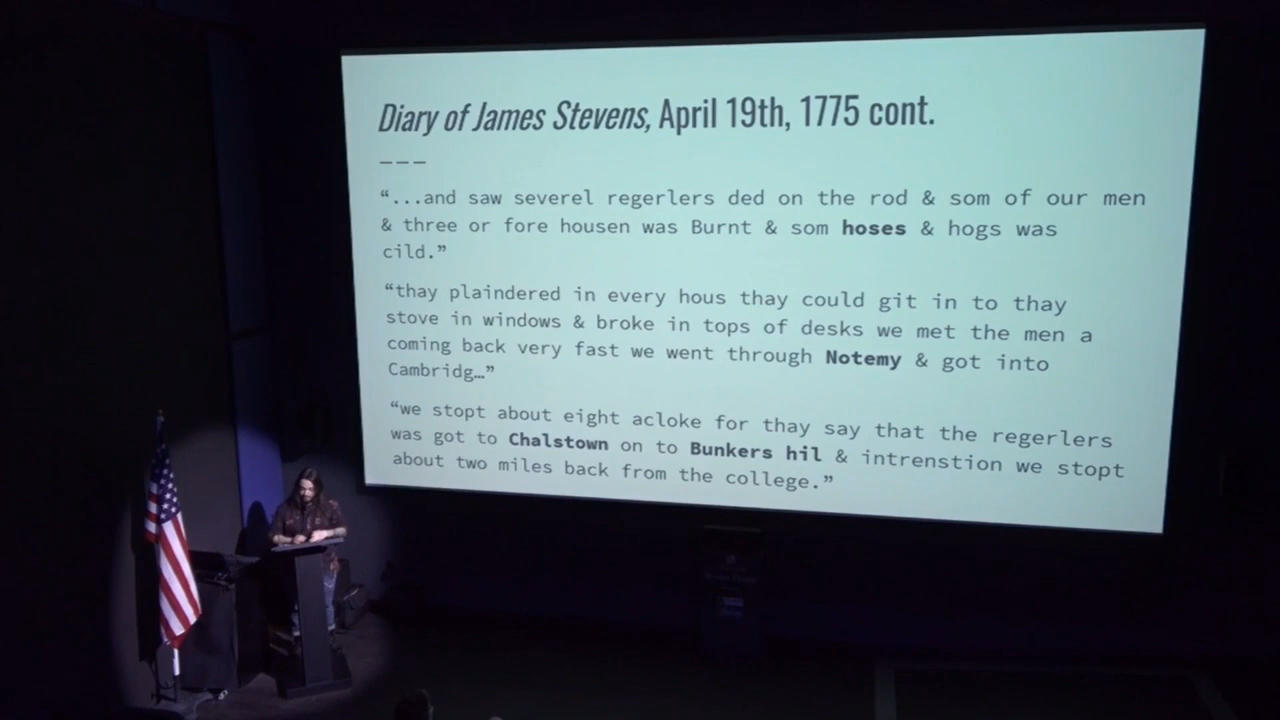 Diary of James Stevens, April 19th, 1775 cont.
“...and saw severel regerlers ded on the rod & som of our men
& three or fore housen was Burnt & som hoses & hogs was
cild.”
“thay plaindered in every hous thay could git in to thay
stove in windows & broke in tops of desks we met the men a
coming back very fast we went through Notemy & got into
Cambridg…”
“we stopt about eight acloke for thay say that the regerlers
was got to Chalstown on to Bunkers hil & intrenstion we stopt
about two miles back from the college.”